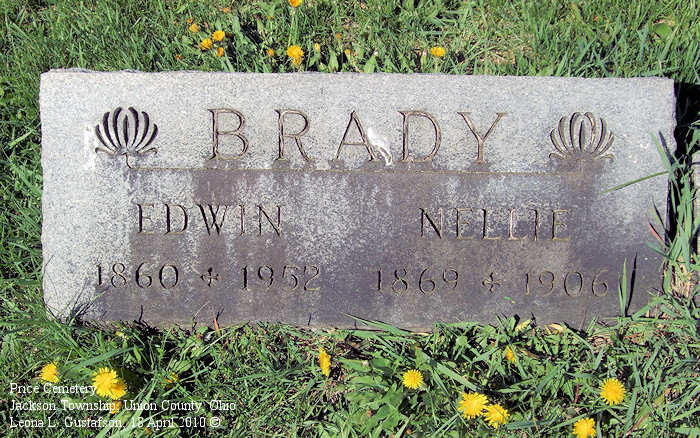 BRADY
EDWIN NELLIE
1860 ✢ 1952 1869 ✢ 1906
Price Cemetery
Jackson Township, Union County, Ohio
Leona L. Gustafson, 18 April 2010 ©